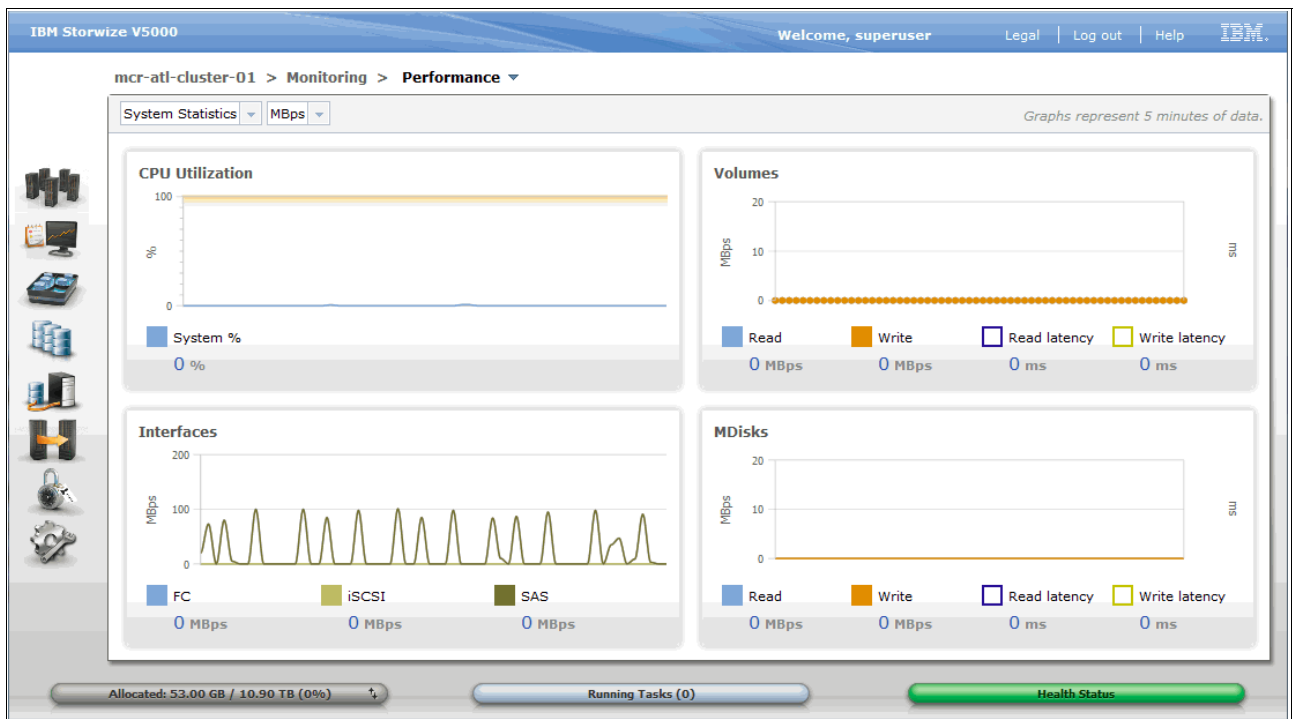 IBM Storwize V5000
Welcome, superuser
Legal | Log out | Help
IBM.
mcr-atl-cluster-01 > Monitoring > Performance
System Statistics
MBps
Graphs represent 5 minutes of data.
CPU Utilization
100
%
0
System %
0 %
Volumes
20
MBps
10
ms
0
Read
Write
Read latency
Write latency
0 MBps
0 MBps
0 ms
0 ms
Interfaces
200
MBps
100
0
FC
iSCSI
SAS
0 MBps
0 MBps
0 MBps
MDisks
20
MBps
10
ms
0
Read
Write
Read latency
Write latency
0 MBps
0 MBps
0 ms
0 ms
Allocated: 53.00 GB / 10.90 TB (0%)
Running Tasks (0)
Health Status